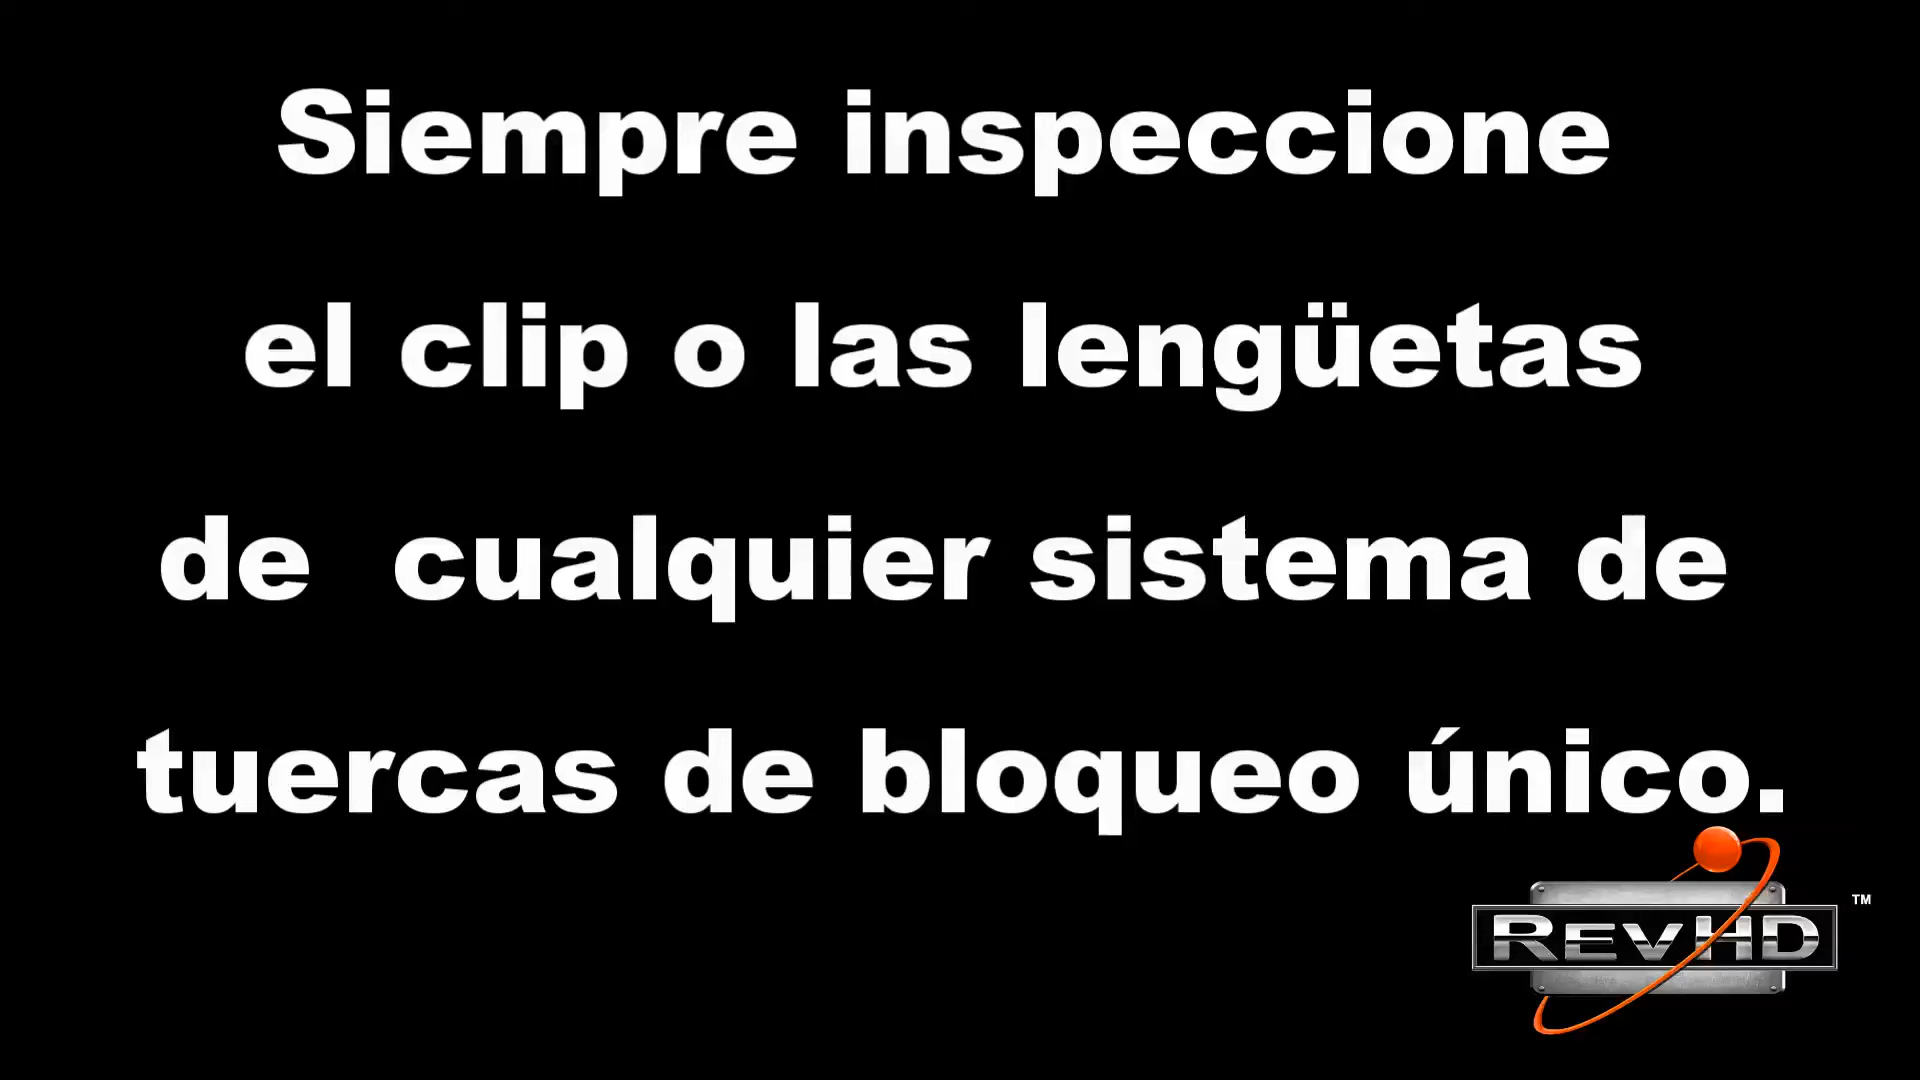 Siempre inspeccione
el clip o las lengüetas
de cualquier sistema de
tuercas de bloqueo único.
REVHD ™